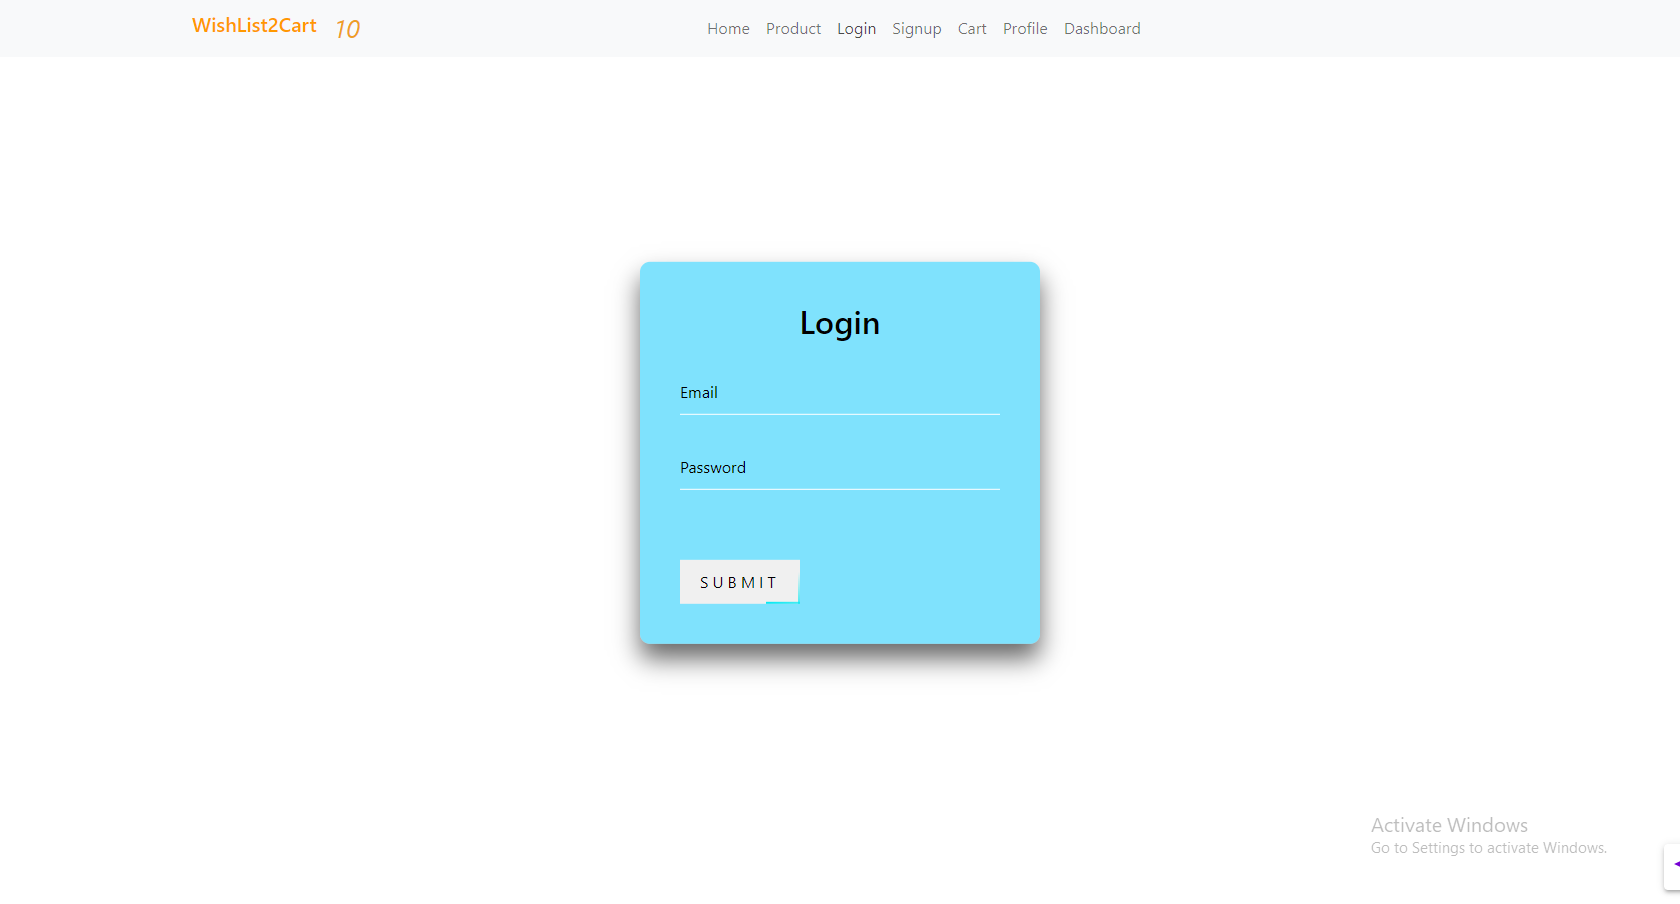 WishList2Cart 10 Home Product Login Signup Cart Profile Dashboard
Login
Email
Password
SUBMIT
Activate Windows
Go to Settings to activate Windows.